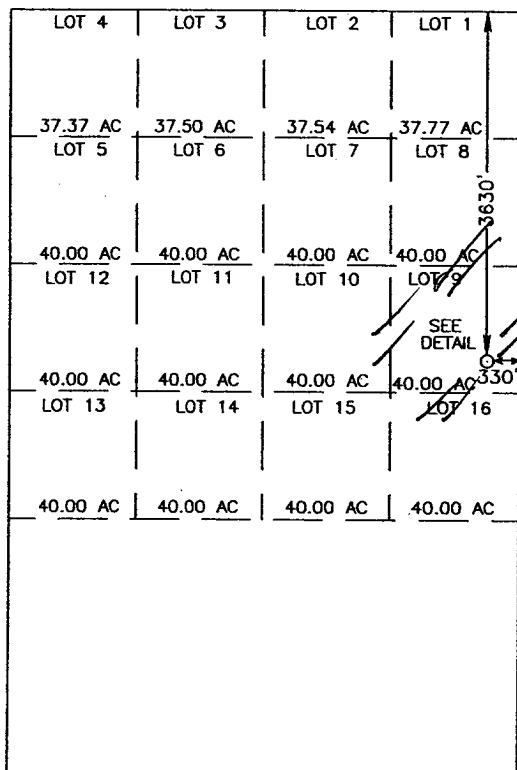 LOT 4 LOT 3 LOT 2 LOT 1
37.37 AC 37.50 AC 37.54 AC 37.77 AC
LOT 5 LOT 6 LOT 7 LOT 8
3630'
40.00 AC 40.00 AC 40.00 AC 40.00 AC
LOT 12 LOT 11 LOT 10 LOT 9
SEE
DETAIL
330'
40.00 AC 40.00 AC 40.00 AC 40.00 AC
LOT 13 LOT 14 LOT 15 LOT 16
40.00 AC 40.00 AC 40.00 AC 40.00 AC